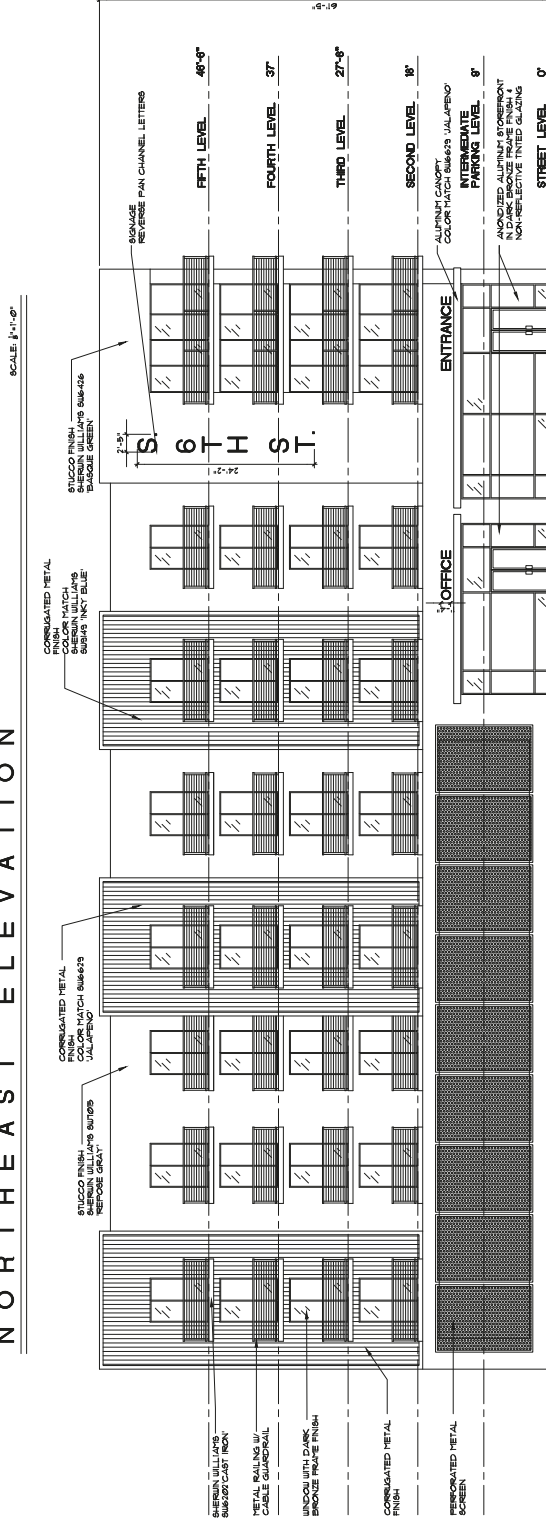 NORTHEAST ELEVATION
SCALE: 1/8"=1'-0"
STUCCO FINISH
SHERWIN WILLIAMS SW7015
'REPOSE GRAY'
CORRUGATED METAL
FINISH
COLOR MATCH SW6629
'JALAPENO'
CORRUGATED METAL
FINISH
COLOR MATCH
SHERWIN WILLIAMS
SW9149 'INKY BLUE'
STUCCO FINISH
SHERWIN WILLIAMS SW6426
'BASQUE GREEN'
2'-5"
S. 6TH ST.
24'-2"
SIGNAGE
REVERSE PAN CHANNEL LETTERS
61'-5"
FIFTH LEVEL 46'-6"
FOURTH LEVEL 37'
THIRD LEVEL 27'-6"
SECOND LEVEL 18'
ALUMINUM CANOPY
COLOR MATCH SW6629 'JALAPENO'
INTERMEDIATE
PARKING LEVEL 9'
ANONDIZED ALUMINUM STOREFRONT
IN DARK BRONZE FRAME FINISH &
NON-REFLECTIVE TINTED GLAZING
STREET LEVEL 0'
OFFICE
ENTRANCE
SHERWIN WILLIAMS
SW6202 'CAST IRON'
METAL RAILING W/
CABLE GUARDRAIL
WINDOW WITH DARK
BRONZE FRAME FINISH
CORRUGATED METAL
FINISH
PERFORATED METAL
SCREEN